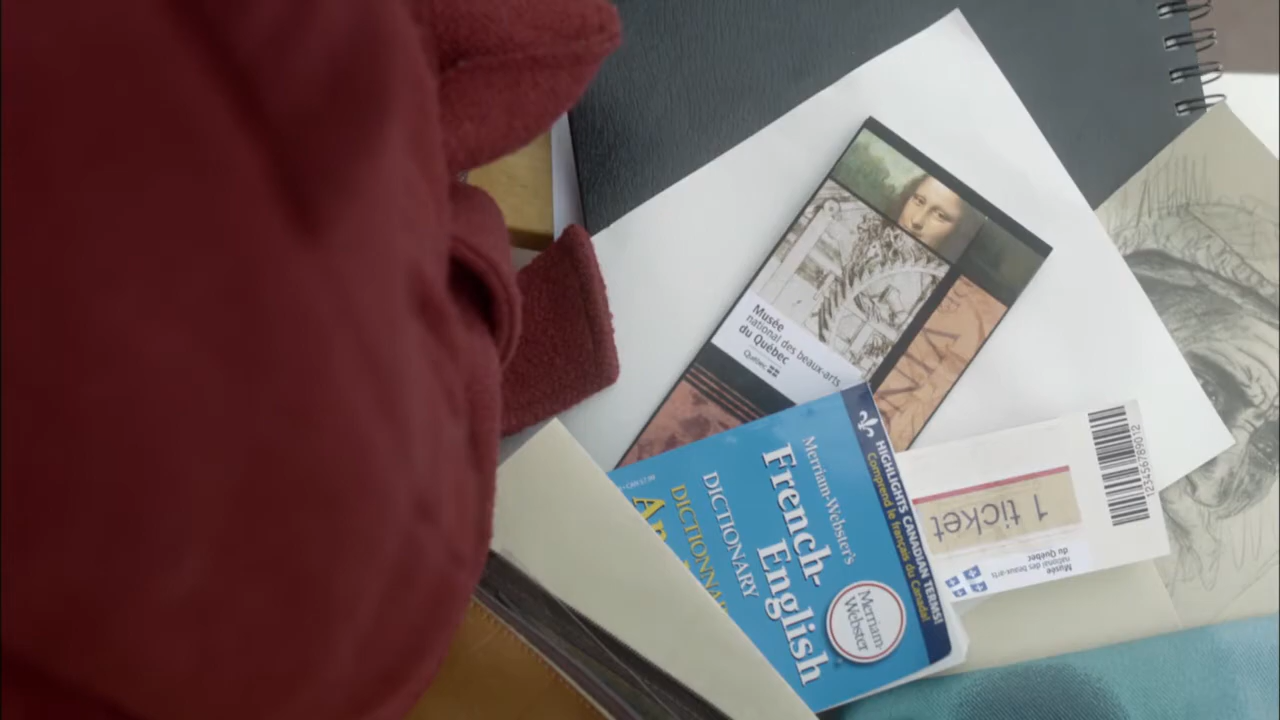 Musée
national des beaux-arts
du Québec
Québec
HIGHLIGHTS CANADIAN TERMS!
Comprend le français du Canada!
Merriam-Webster's
French-
English
DICTIONARY
Merriam-
Webster
1 ticket
123456789012
Musée
national des beaux-arts
du Québec